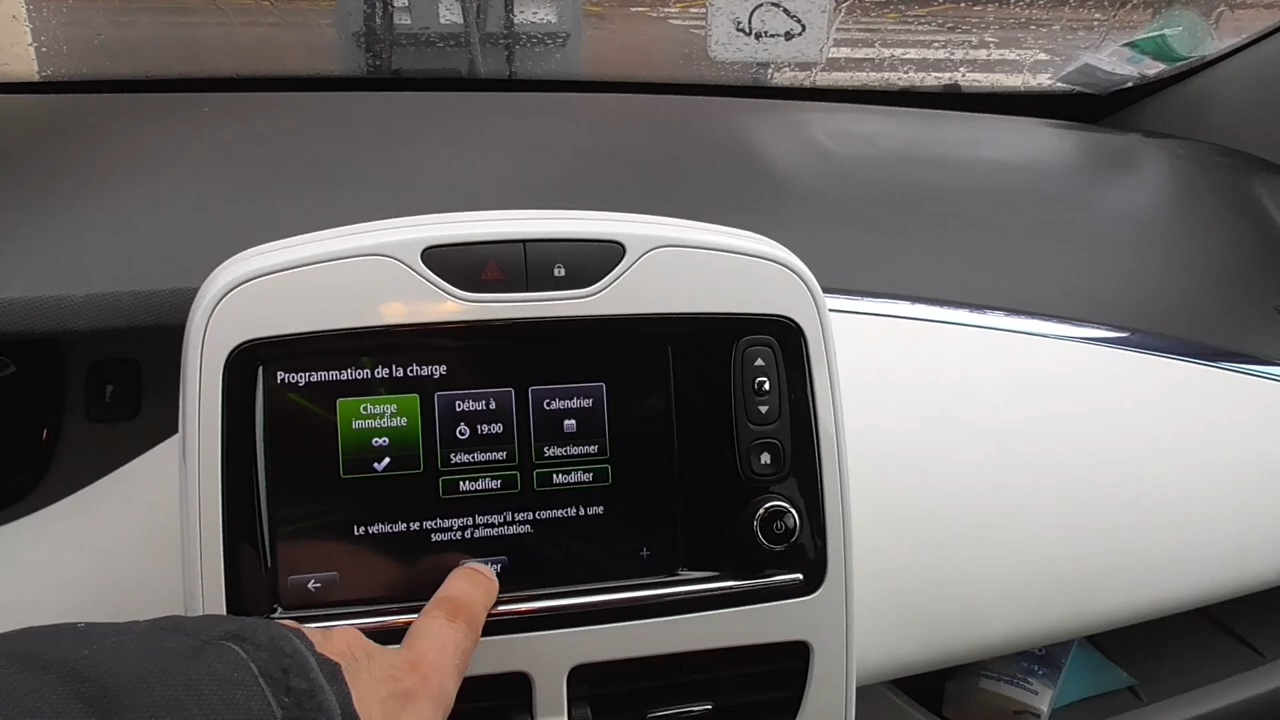 Programmation de la charge
Charge
immédiate
Début à
19:00
Sélectionner
Modifier
Calendrier
Sélectionner
Modifier
Le véhicule se rechargera lorsqu'il sera connecté à une
source d'alimentation.